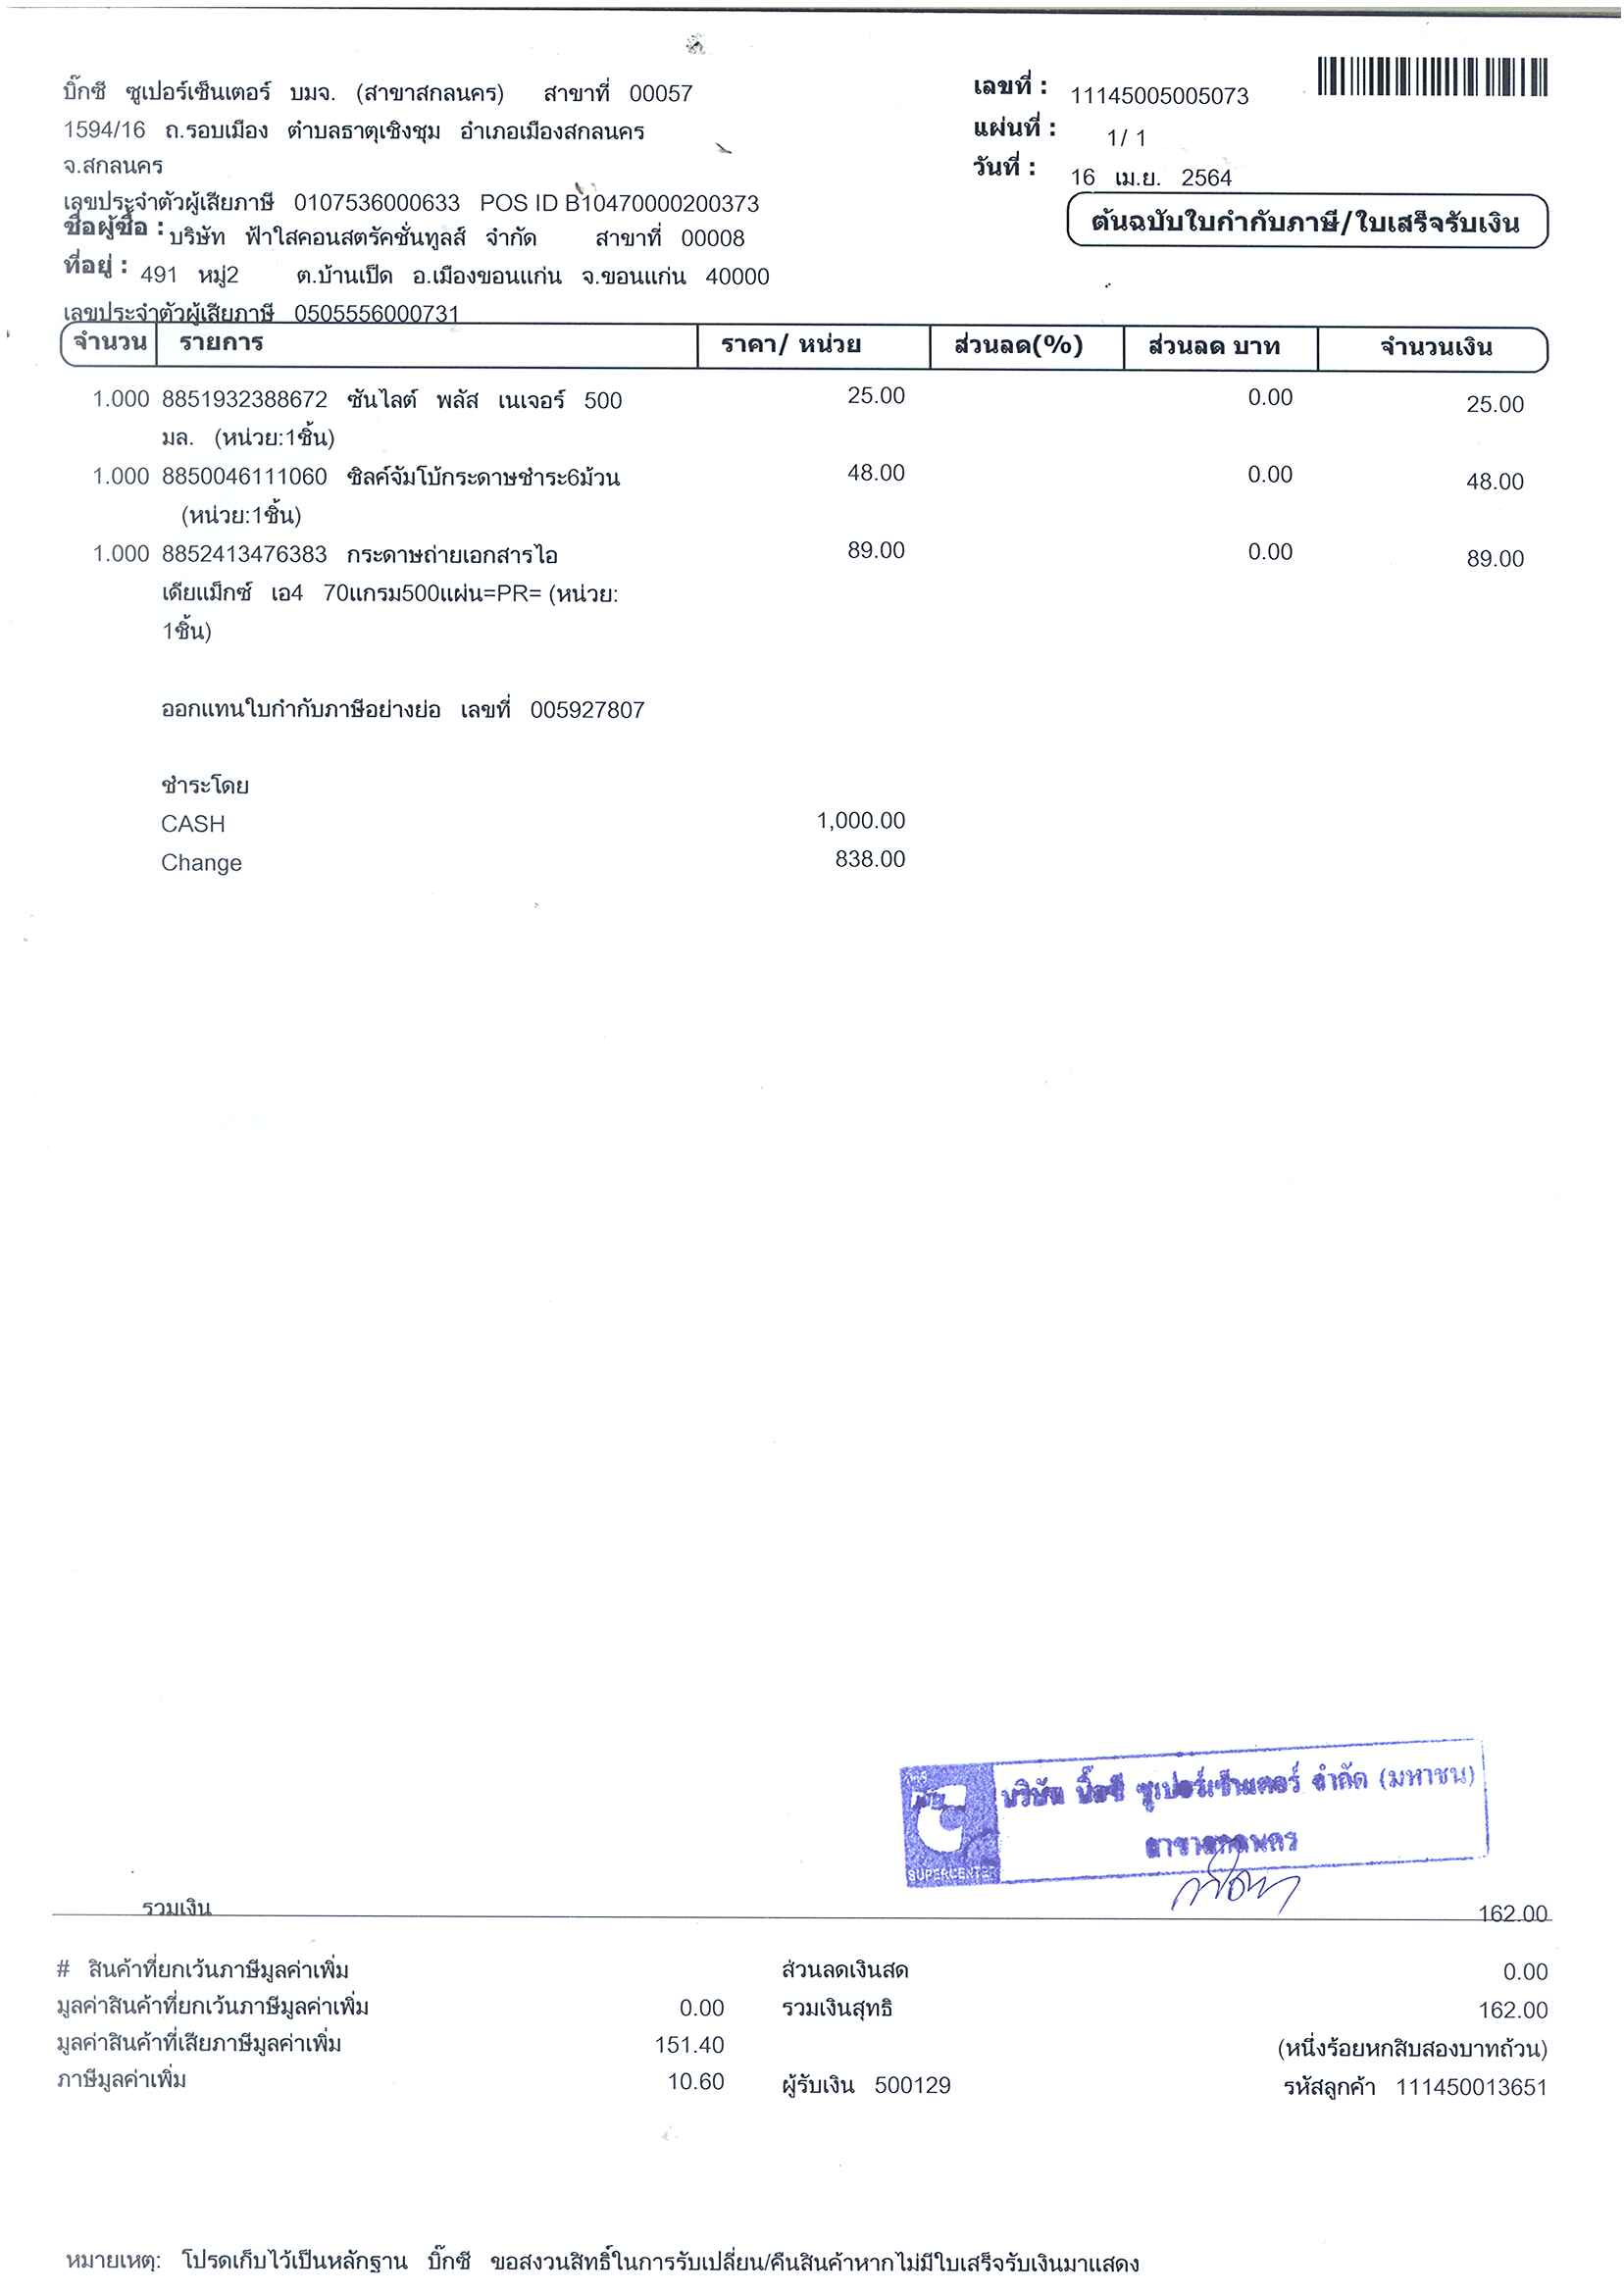 บิ๊กซี ซูเปอร์เซ็นเตอร์ บมจ. (สาขาสกลนคร) สาขาที่ 00057
1594/16 ถ.รอบเมือง ตำบลธาตุเชิงชุม อำเภอเมืองสกลนคร
จ.สกลนคร
เลขประจำตัวผู้เสียภาษี 0107536000633 POS ID B10470000200373
ชื่อผู้ซื้อ : บริษัท ฟ้าใสคอนสตรัคชั่นทูลส์ จำกัด สาขาที่ 00008
ที่อยู่ : 491 หมู่2 ต.บ้านเป็ด อ.เมืองขอนแก่น จ.ขอนแก่น 40000
เลขประจำตัวผู้เสียภาษี 0505556000731
เลขที่ : 11145005005073
แผ่นที่ : 1/ 1
วันที่ : 16 เม.ย. 2564
ต้นฉบับใบกำกับภาษี/ใบเสร็จรับเงิน
จำนวน รายการ ราคา/ หน่วย ส่วนลด(%) ส่วนลด บาท จำนวนเงิน
1.000 8851932388672 ซันไลต์ พลัส เนเจอร์ 500 25.00 0.00 25.00
มล. (หน่วย:1ชิ้น)
1.000 8850046111060 ซิลค์จัมโบ้กระดาษชำระ6ม้วน 48.00 0.00 48.00
(หน่วย:1ชิ้น)
1.000 8852413476383 กระดาษถ่ายเอกสารไอ 89.00 0.00 89.00
เดียแม็กซ์ เอ4 70แกรม500แผ่น=PR= (หน่วย:
1ชิ้น)
ออกแทนใบกำกับภาษีอย่างย่อ เลขที่ 005927807
ชำระโดย
CASH 1,000.00
Change 838.00
บริษัท บิ๊กซี ซูเปอร์เซ็นเตอร์ จำกัด (มหาชน)
สาขาสกลนคร
SUPERCENTER
รวมเงิน 162.00
# สินค้าที่ยกเว้นภาษีมูลค่าเพิ่ม ส่วนลดเงินสด 0.00
มูลค่าสินค้าที่ยกเว้นภาษีมูลค่าเพิ่ม 0.00 รวมเงินสุทธิ 162.00
มูลค่าสินค้าที่เสียภาษีมูลค่าเพิ่ม 151.40 (หนึ่งร้อยหกสิบสองบาทถ้วน)
ภาษีมูลค่าเพิ่ม 10.60 ผู้รับเงิน 500129 รหัสลูกค้า 111450013651
หมายเหตุ: โปรดเก็บไว้เป็นหลักฐาน บิ๊กซี ขอสงวนสิทธิ์ในการรับเปลี่ยน/คืนสินค้าหากไม่มีใบเสร็จรับเงินมาแสดง